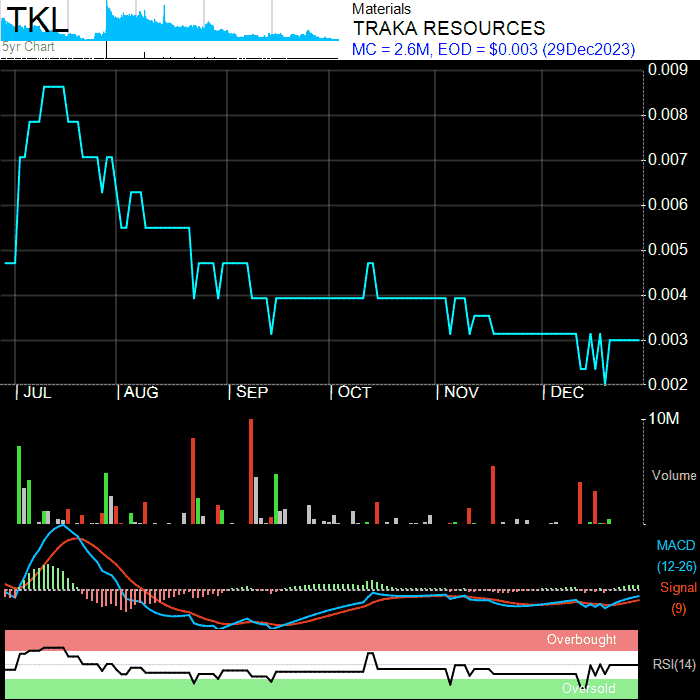 TKL
5yr Chart
Materials
TRAKA RESOURCES
MC = 2.6M, EOD = $0.003 (29Dec2023)
0.009
0.008
0.007
0.006
0.005
0.004
0.003
0.002
JUL AUG SEP OCT NOV DEC
10M
Volume
MACD
(12-26)
Signal
(9)
Overbought
RSI(14)
Oversold